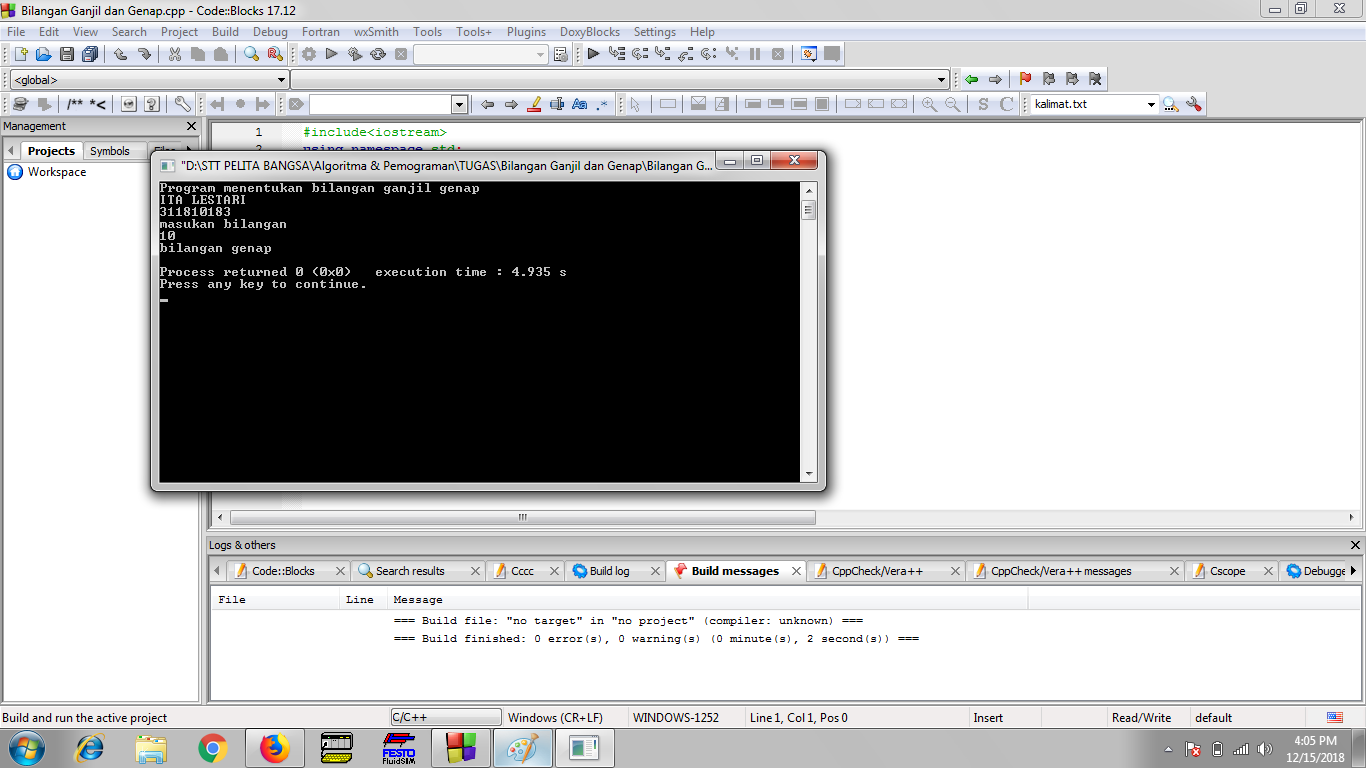 Bilangan Ganjil dan Genap.cpp - Code::Blocks 17.12
File Edit View Search Project Build Debug Fortran wxSmith Tools Tools+ Plugins DoxyBlocks Settings Help
<global>
/** *< Aa .* S C kalimat.txt
Management
Projects Symbols Files
Workspace
1 #include<iostream>
2 using namespace std;
"D:\STT PELITA BANGSA\Algoritma & Pemograman\TUGAS\Bilangan Ganjil dan Genap\Bilangan G...
Program menentukan bilangan ganjil genap
ITA LESTARI
311810183
masukan bilangan
10
bilangan genap
Process returned 0 (0x0)   execution time : 4.935 s
Press any key to continue.
Logs & others
Code::Blocks Search results Cccc Build log Build messages CppCheck/Vera++ CppCheck/Vera++ messages Cscope Debugge
File Line Message
=== Build file: "no target" in "no project" (compiler: unknown) ===
=== Build finished: 0 error(s), 0 warning(s) (0 minute(s), 2 second(s)) ===
Build and run the active project C/C++ Windows (CR+LF) WINDOWS-1252 Line 1, Col 1, Pos 0 Insert Read/Write default
FESTO
FluidSIM
4:05 PM
12/15/2018